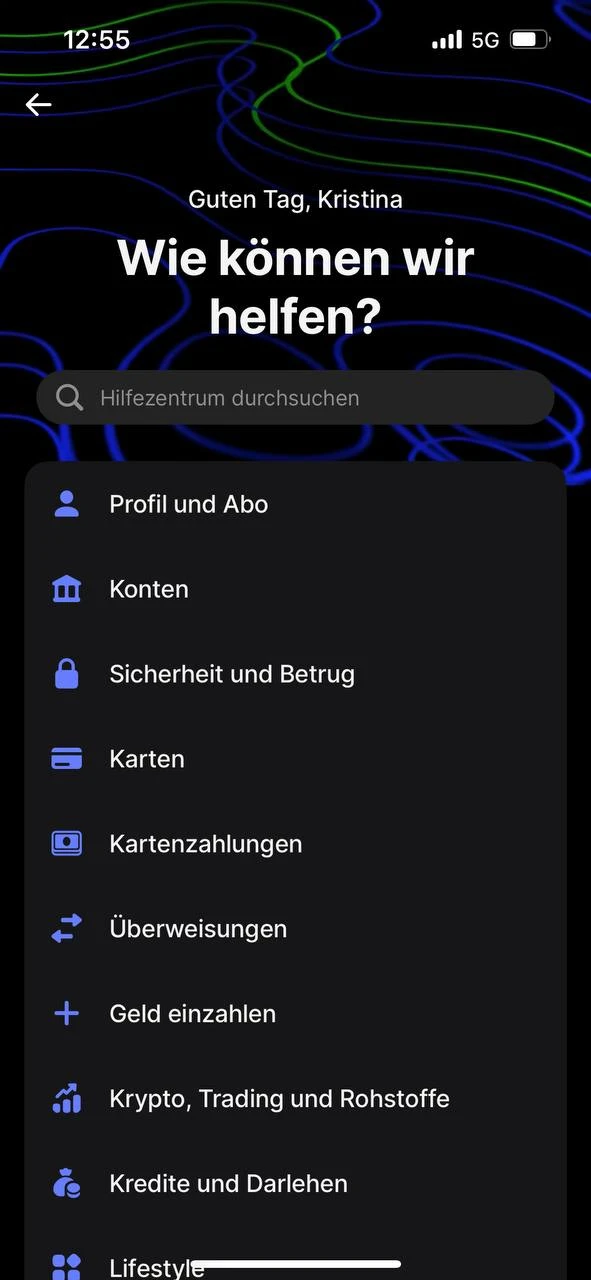 12:55
5G
Guten Tag, Kristina
Wie können wir
helfen?
Hilfezentrum durchsuchen
Profil und Abo
Konten
Sicherheit und Betrug
Karten
Kartenzahlungen
Überweisungen
Geld einzahlen
Krypto, Trading und Rohstoffe
Kredite und Darlehen
Lifestyle